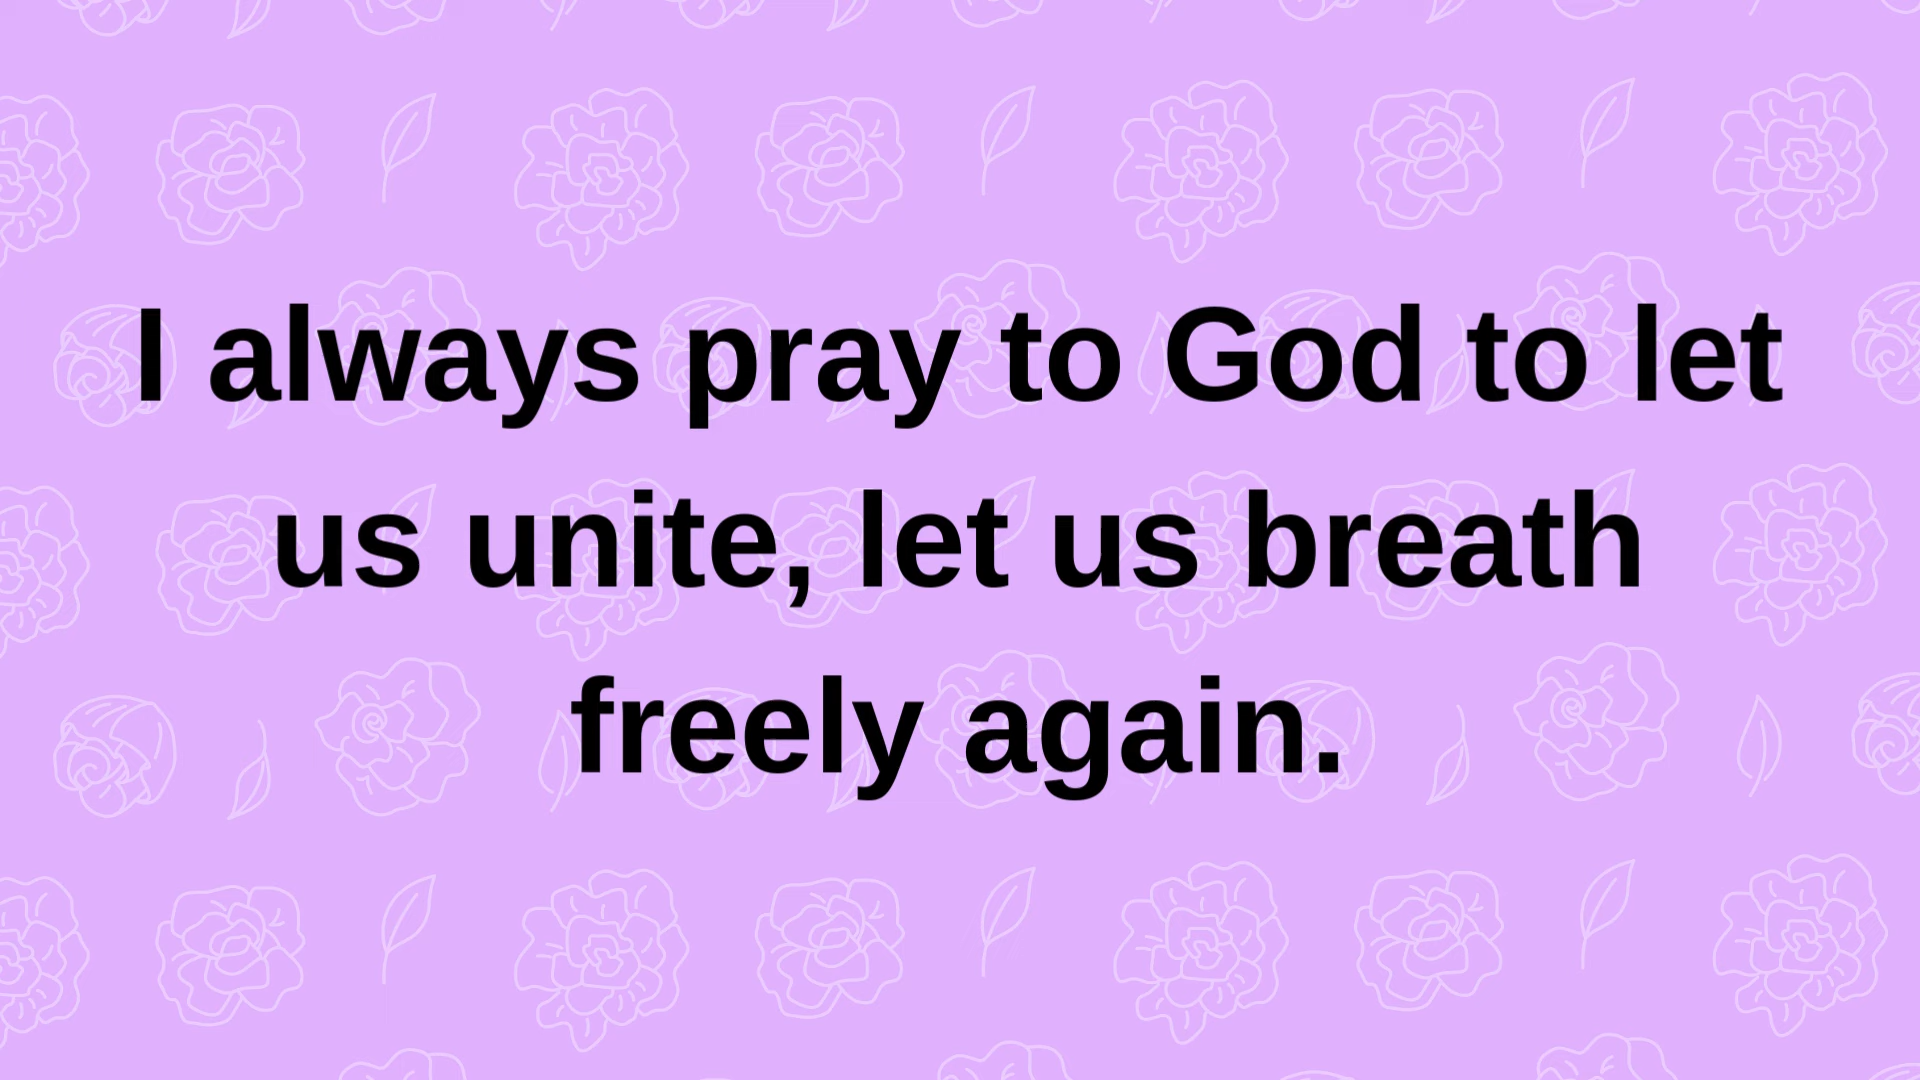 I always pray to God to let
us unite, let us breath
freely again.